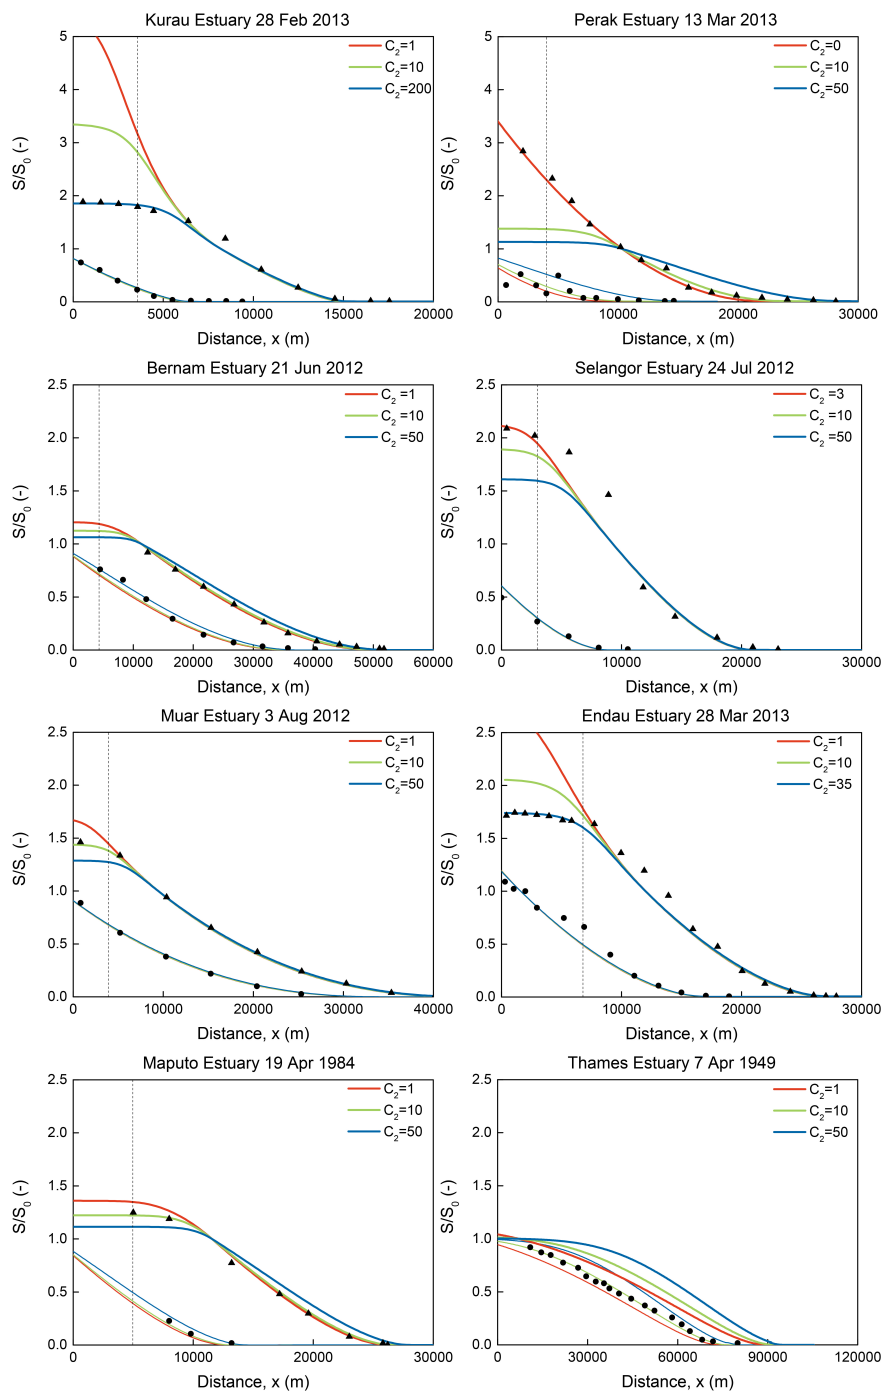 Kurau Estuary 28 Feb 2013
5
4
3
2
1
0
S/S₀ (-)
C₂=1
C₂=10
C₂=200
0 5000 10000 15000 20000
Distance, x (m)
Perak Estuary 13 Mar 2013
5
4
3
2
1
0
S/S₀ (-)
C₂=0
C₂=10
C₂=50
0 10000 20000 30000
Distance, x (m)
Bernam Estuary 21 Jun 2012
2.5
2.0
1.5
1.0
0.5
0.0
S/S₀ (-)
C₂ =1
C₂ =10
C₂ =50
0 10000 20000 30000 40000 50000 60000
Distance, x (m)
Selangor Estuary 24 Jul 2012
2.5
2.0
1.5
1.0
0.5
0.0
S/S₀ (-)
C₂ =3
C₂ =10
C₂ =50
0 10000 20000 30000
Distance, x (m)
Muar Estuary 3 Aug 2012
2.5
2.0
1.5
1.0
0.5
0.0
S/S₀ (-)
C₂=1
C₂=10
C₂=50
0 10000 20000 30000 40000
Distance, x (m)
Endau Estuary 28 Mar 2013
2.5
2.0
1.5
1.0
0.5
0.0
S/S₀ (-)
C₂=1
C₂=10
C₂=35
0 10000 20000 30000
Distance, x (m)
Maputo Estuary 19 Apr 1984
2.5
2.0
1.5
1.0
0.5
0.0
S/S₀ (-)
C₂=1
C₂=10
C₂=50
0 10000 20000 30000
Distance, x (m)
Thames Estuary 7 Apr 1949
2.5
2.0
1.5
1.0
0.5
0.0
S/S₀ (-)
C₂=1
C₂=10
C₂=50
0 30000 60000 90000 120000
Distance, x (m)